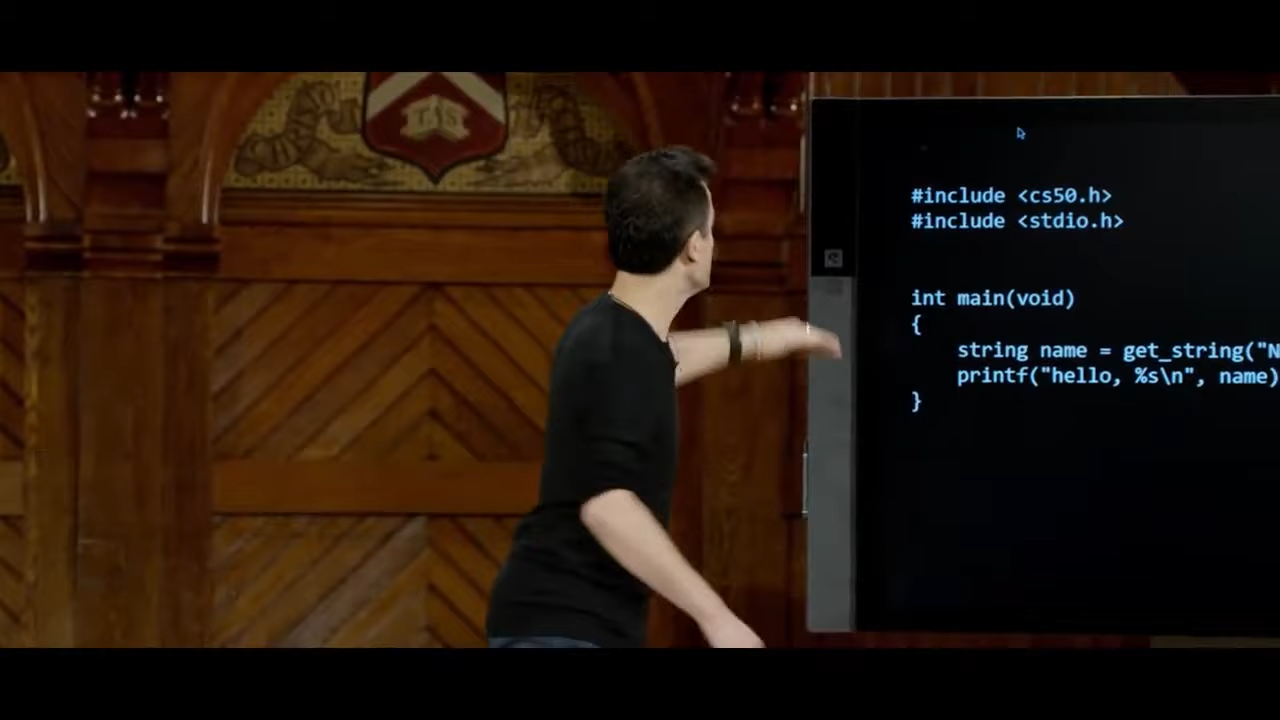 T S
#include <cs50.h>
#include <stdio.h>
int main(void)
{
    string name = get_string("N
    printf("hello, %s\n", name)
}